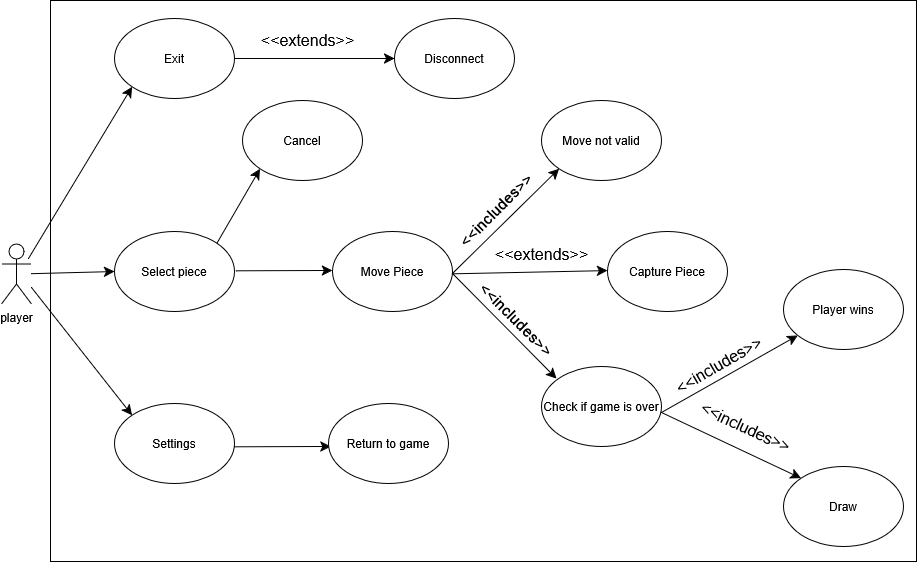 <<extends>>
Exit
Disconnect
Cancel
Move not valid
<<includes>>
<<extends>>
Select piece
Move Piece
Capture Piece
player
<<includes>>
Player wins
<<includes>>
Check if game is over
<<includes>>
Settings
Return to game
Draw